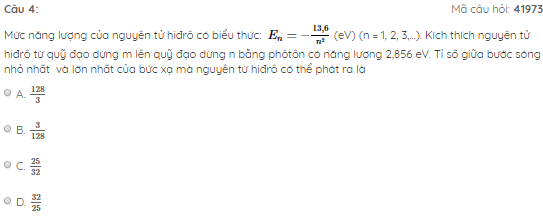 Câu 4:
Mã câu hỏi: 41973
Mức năng lượng của nguyên tử hiđrô có biểu thức: Eₙ = −13,6/n² (eV) (n = 1, 2, 3,...). Kích thích nguyên tử
hiđrô từ quỹ đạo dừng m lên quỹ đạo dừng n bằng phôtôn có năng lượng 2,856 eV. Tỉ số giữa bước sóng
nhỏ nhất và lớn nhất của bức xạ mà nguyên tử hiđrô có thể phát ra là
A. 128/3
B. 3/128
C. 25/32
D. 32/25